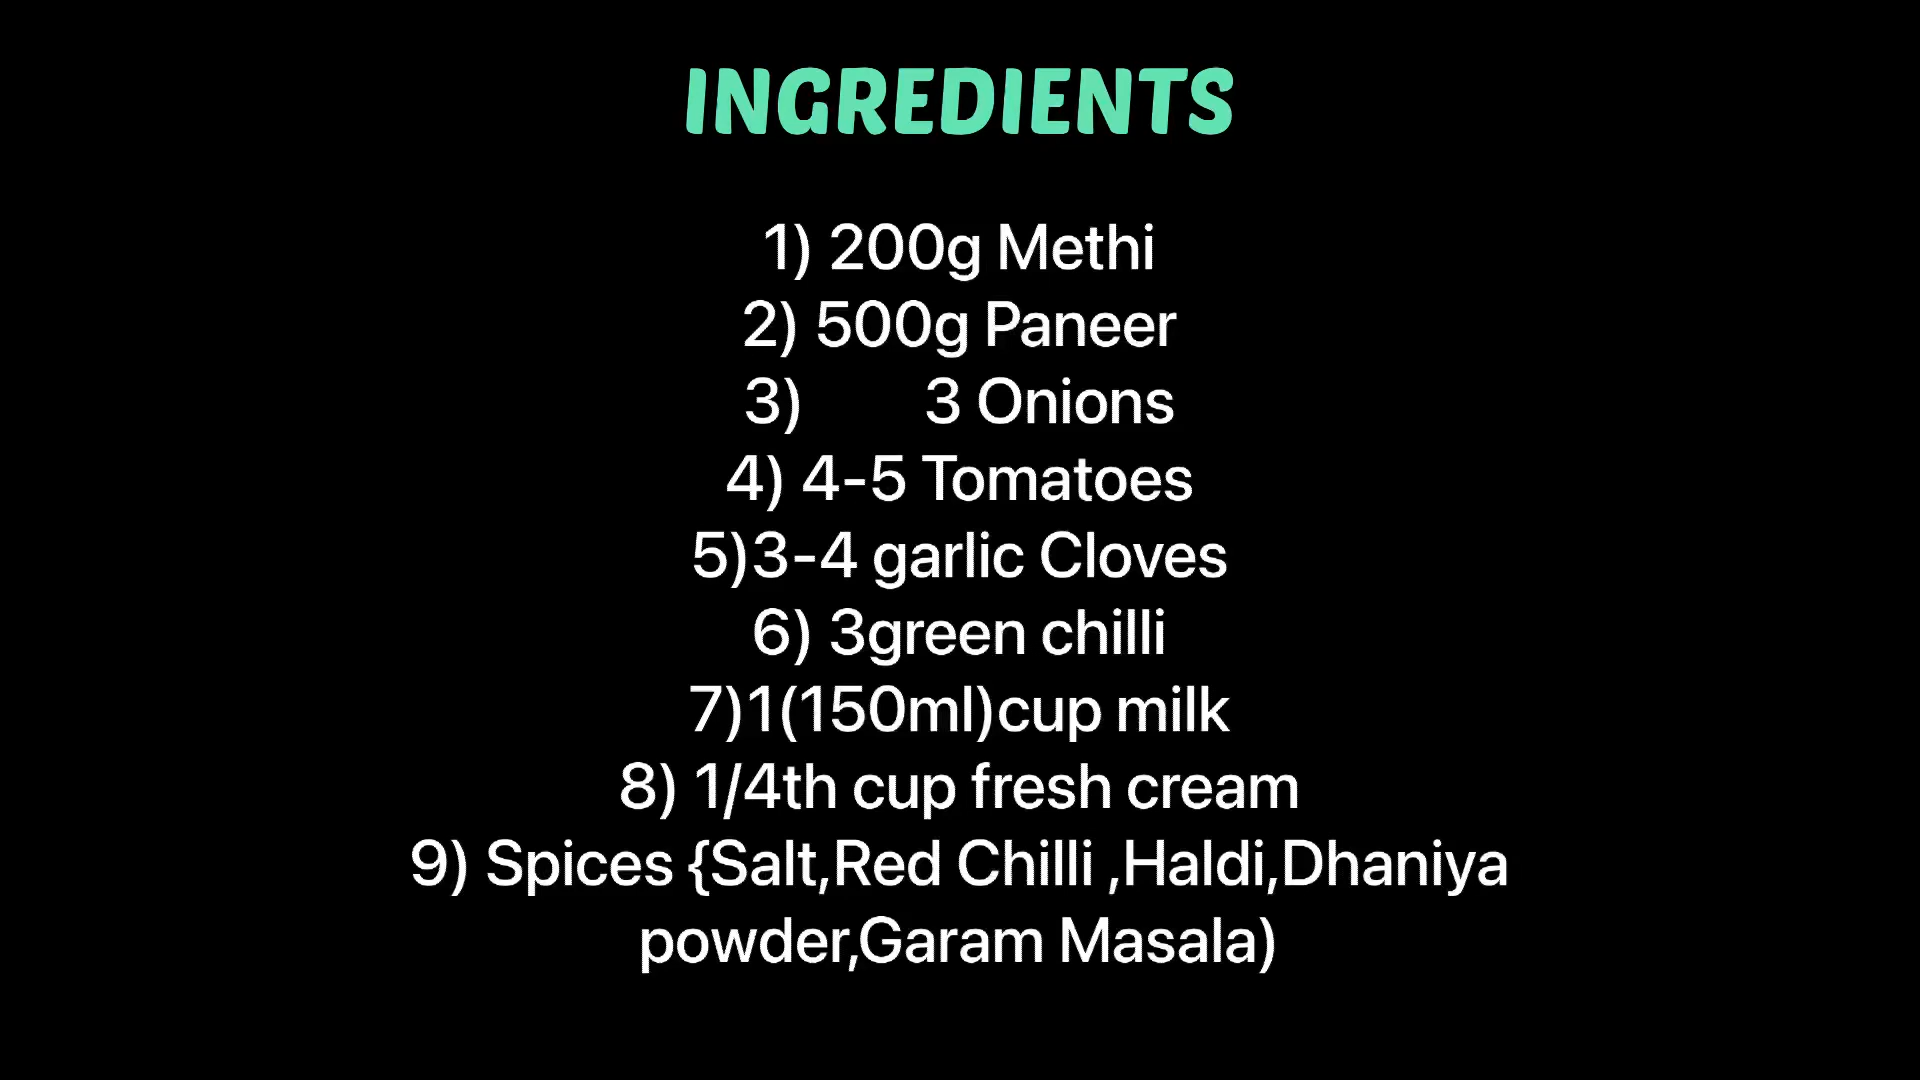 INGREDIENTS
1) 200g Methi
2) 500g Paneer
3) 3 Onions
4) 4-5 Tomatoes
5)3-4 garlic Cloves
6) 3green chilli
7)1(150ml)cup milk
8) 1/4th cup fresh cream
9) Spices {Salt,Red Chilli ,Haldi,Dhaniya
powder,Garam Masala)